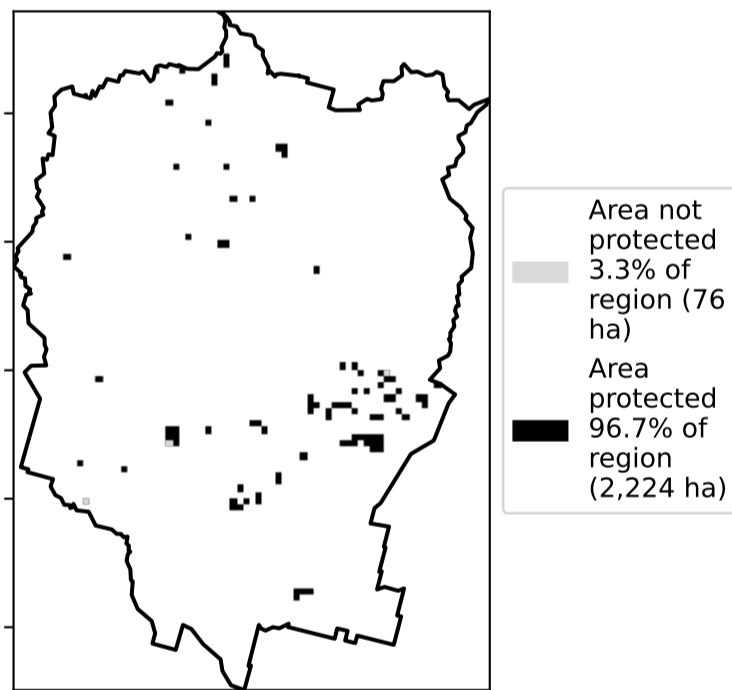 Area not
protected
3.3% of
region (76
ha)
Area
protected
96.7% of
region
(2,224 ha)